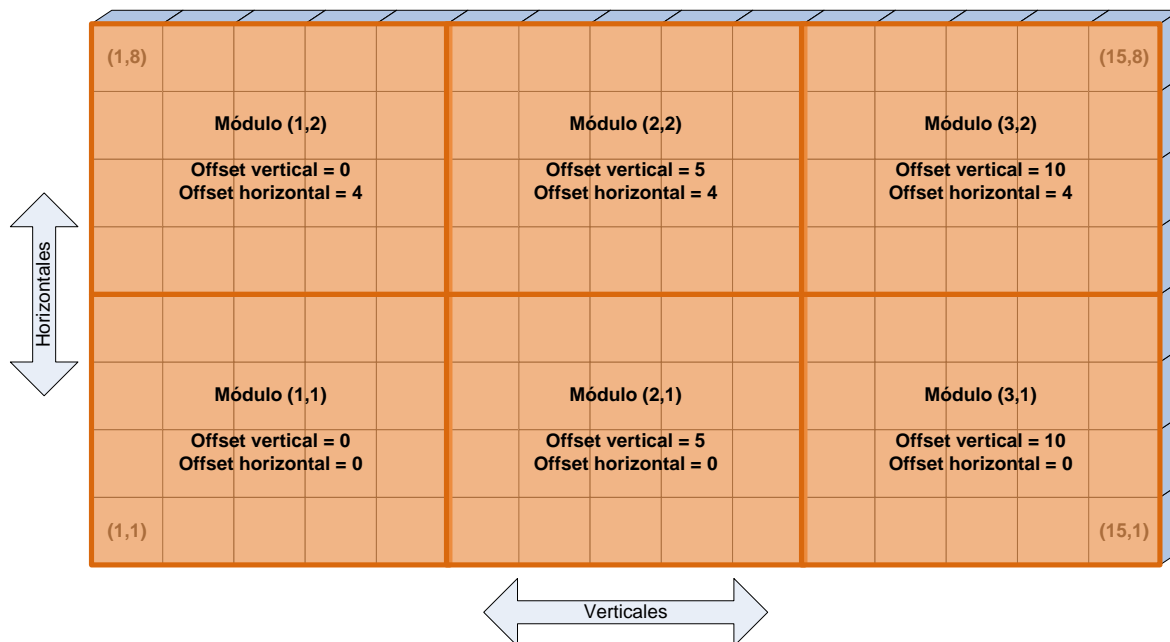 (1,8)
(15,8)
Módulo (1,2)
Offset vertical = 0
Offset horizontal = 4
Módulo (2,2)
Offset vertical = 5
Offset horizontal = 4
Módulo (3,2)
Offset vertical = 10
Offset horizontal = 4
Horizontales
Módulo (1,1)
Offset vertical = 0
Offset horizontal = 0
Módulo (2,1)
Offset vertical = 5
Offset horizontal = 0
Módulo (3,1)
Offset vertical = 10
Offset horizontal = 0
(1,1)
(15,1)
Verticales